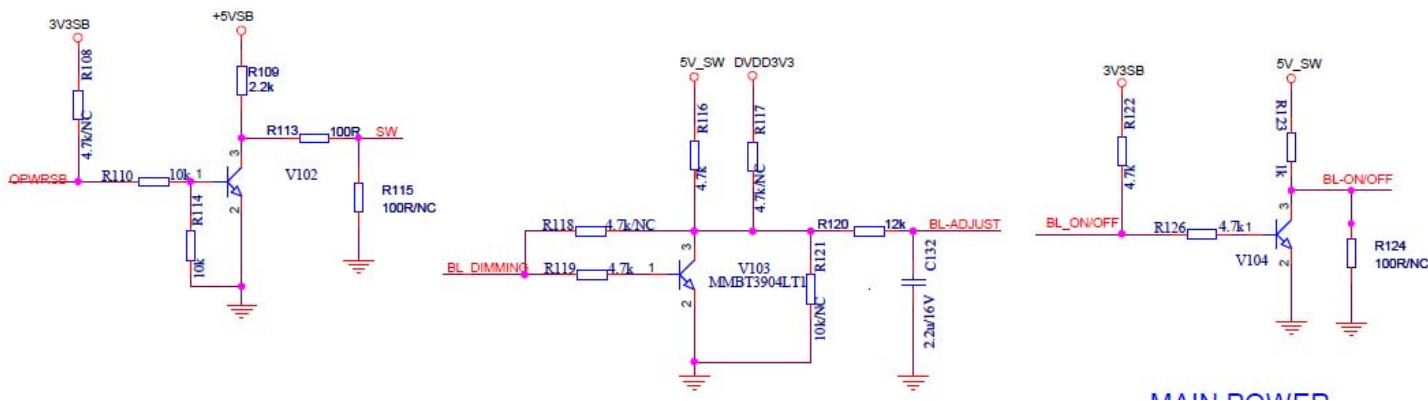 3V3SB
R108
4.7k/NC
+5VSB
R109
2.2k
R113
100R
SW
OPWRSB
R110
10k
1
3
2
V102
R114
10k
R115
100R/NC
5V_SW
DVDD3V3
R116
4.7k
R117
4.7k/NC
R118
4.7k/NC
BL_DIMMING
R119
4.7k
1
3
2
V103
MMBT3904LT1
R120
12k
BL-ADJUST
R121
10k/NC
C132
2.2u/16V
3V3SB
R122
4.7k
5V_SW
R123
1k
BL-ON/OFF
BL_ON/OFF
R126
4.7k
1
3
2
V104
R124
100R/NC
MAIN POWER